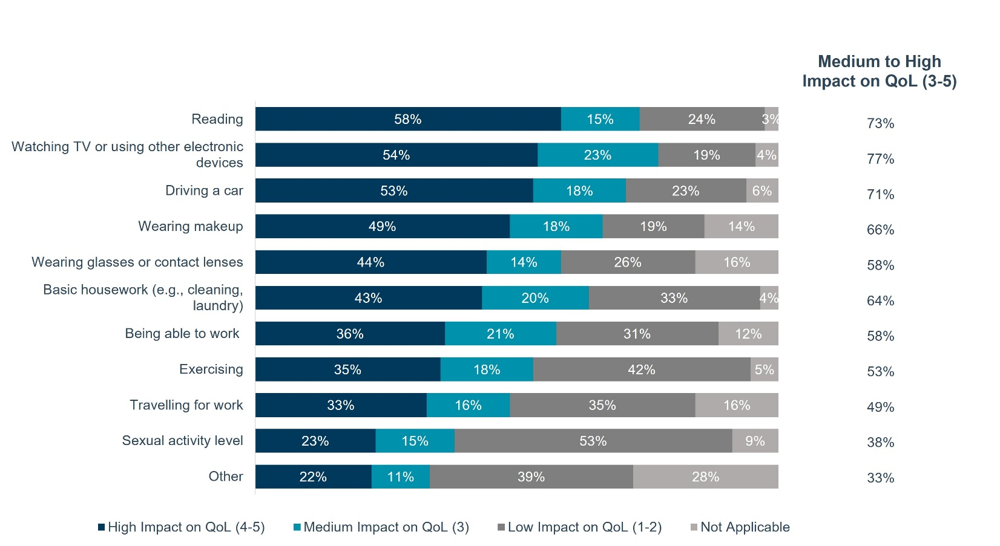 Medium to High
Impact on QoL (3-5)
Reading 58% 15% 24% 3% 73%
Watching TV or using other electronic
devices 54% 23% 19% 4% 77%
Driving a car 53% 18% 23% 6% 71%
Wearing makeup 49% 18% 19% 14% 66%
Wearing glasses or contact lenses 44% 14% 26% 16% 58%
Basic housework (e.g., cleaning,
laundry) 43% 20% 33% 4% 64%
Being able to work 36% 21% 31% 12% 58%
Exercising 35% 18% 42% 5% 53%
Travelling for work 33% 16% 35% 16% 49%
Sexual activity level 23% 15% 53% 9% 38%
Other 22% 11% 39% 28% 33%
High Impact on QoL (4-5) Medium Impact on QoL (3) Low Impact on QoL (1-2) Not Applicable